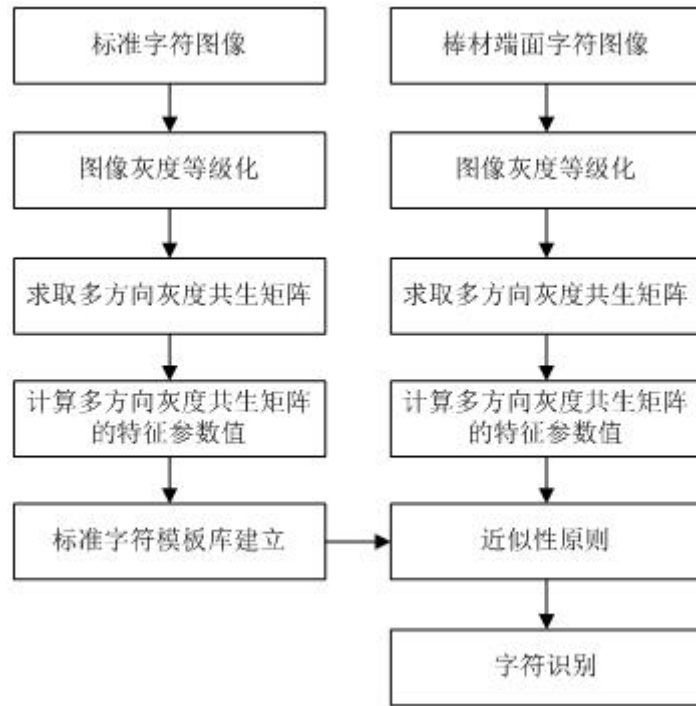 标准字符图像
图像灰度等级化
求取多方向灰度共生矩阵
计算多方向灰度共生矩阵
的特征参数值
标准字符模板库建立
棒材端面字符图像
图像灰度等级化
求取多方向灰度共生矩阵
计算多方向灰度共生矩阵
的特征参数值
近似性原则
字符识别